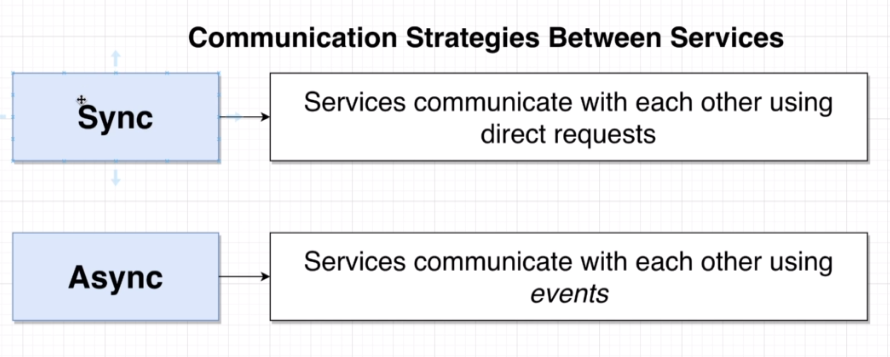 Communication Strategies Between Services
Sync
Services communicate with each other using
direct requests
Async
Services communicate with each other using
events